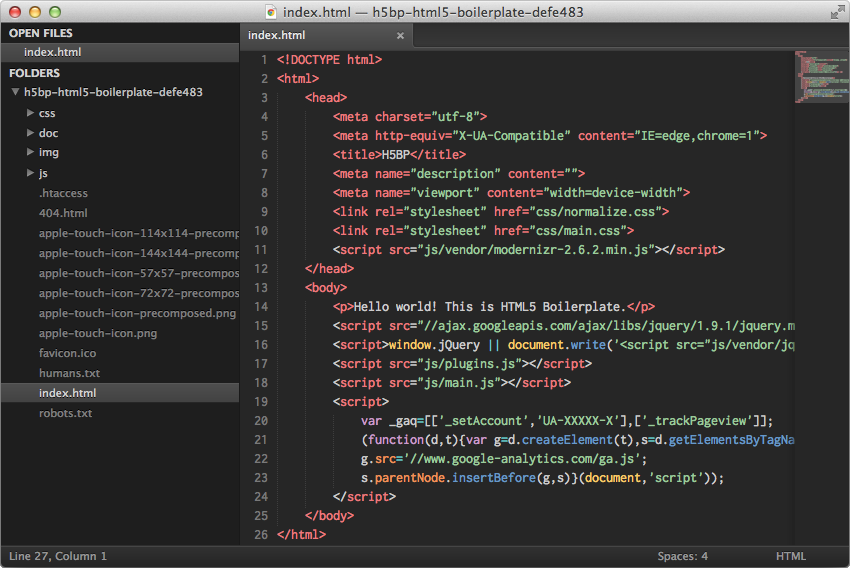 index.html — h5bp-html5-boilerplate-defe483
OPEN FILES
index.html
FOLDERS
h5bp-html5-boilerplate-defe483
css
doc
img
js
.htaccess
404.html
apple-touch-icon-114x114-precomp
apple-touch-icon-144x144-precomp
apple-touch-icon-57x57-precompos
apple-touch-icon-72x72-precompos
apple-touch-icon-precomposed.png
apple-touch-icon.png
favicon.ico
humans.txt
index.html
robots.txt
index.html ×
1 <!DOCTYPE html>
2 <html>
3 <head>
4 <meta charset="utf-8">
5 <meta http-equiv="X-UA-Compatible" content="IE=edge,chrome=1">
6 <title>H5BP</title>
7 <meta name="description" content="">
8 <meta name="viewport" content="width=device-width">
9 <link rel="stylesheet" href="css/normalize.css">
10 <link rel="stylesheet" href="css/main.css">
11 <script src="js/vendor/modernizr-2.6.2.min.js"></script>
12 </head>
13 <body>
14 <p>Hello world! This is HTML5 Boilerplate.</p>
15 <script src="//ajax.googleapis.com/ajax/libs/jquery/1.9.1/jquery.m
16 <script>window.jQuery || document.write('<script src="js/vendor/jq
17 <script src="js/plugins.js"></script>
18 <script src="js/main.js"></script>
19 <script>
20 var _gaq=[['_setAccount','UA-XXXXX-X'],['_trackPageview']];
21 (function(d,t){var g=d.createElement(t),s=d.getElementsByTagNa
22 g.src='//www.google-analytics.com/ga.js';
23 s.parentNode.insertBefore(g,s)}(document,'script'));
24 </script>
25 </body>
26 </html>
Line 27, Column 1
Spaces: 4
HTML